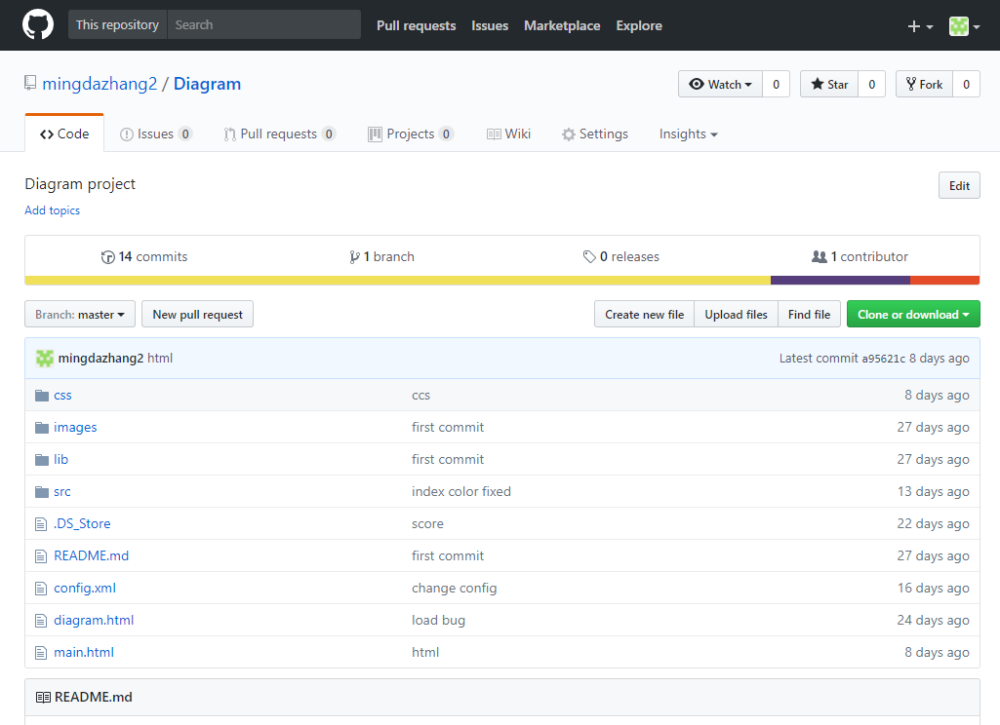 This repository Search Pull requests Issues Marketplace Explore
mingdazhang2 / Diagram Watch 0 Star 0 Fork 0
Code Issues 0 Pull requests 0 Projects 0 Wiki Settings Insights
Diagram project Edit
Add topics
14 commits 1 branch 0 releases 1 contributor
Branch: master New pull request Create new file Upload files Find file Clone or download
mingdazhang2 html Latest commit a95621c 8 days ago
css ccs 8 days ago
images first commit 27 days ago
lib first commit 27 days ago
src index color fixed 13 days ago
.DS_Store score 22 days ago
README.md first commit 27 days ago
config.xml change config 16 days ago
diagram.html load bug 24 days ago
main.html html 8 days ago
README.md